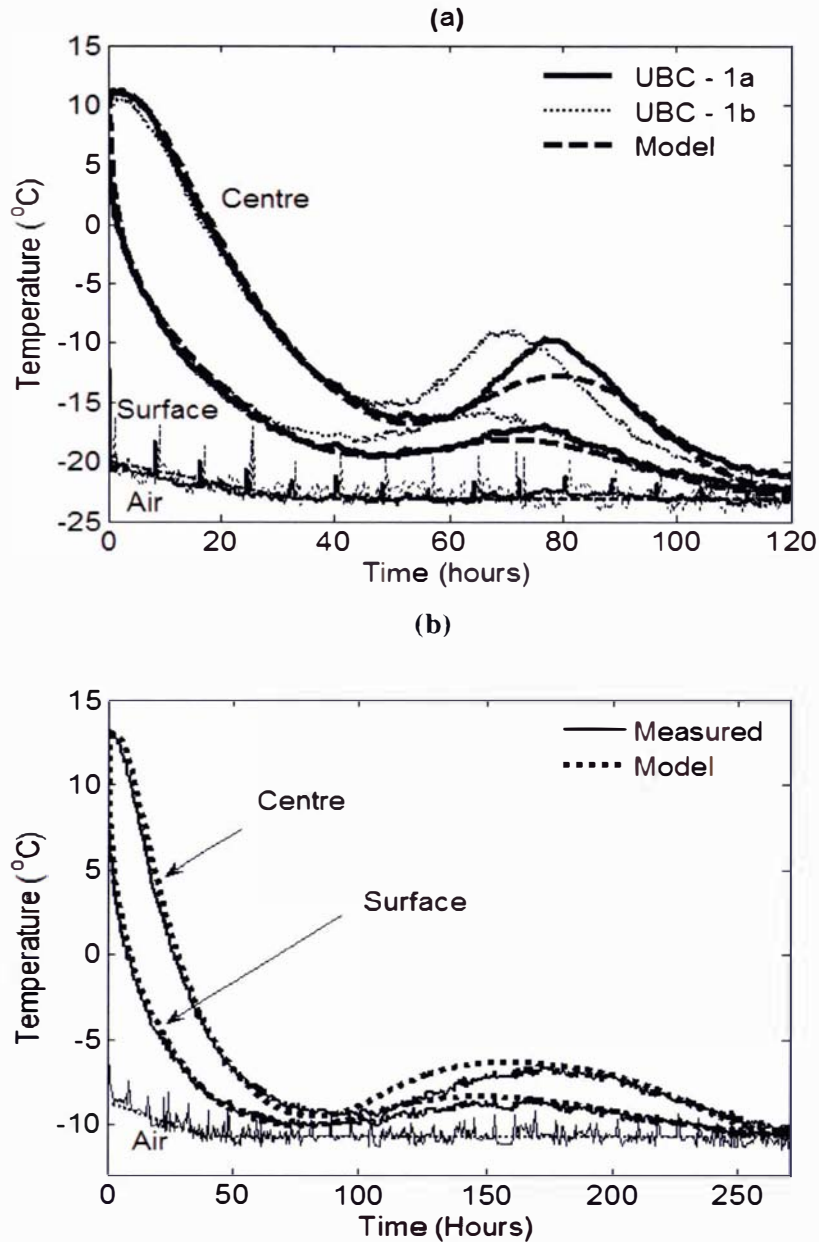 (a)
15
10
5
0
-5
-10
-15
-20
-25
Temperature (⁰C)
UBC - 1a
UBC - 1b
Model
Centre
Surface
Air
0
20
40
60
80
100
120
Time (hours)
(b)
15
10
5
0
-5
-10
Temperature (⁰C)
Measured
Model
Centre
Surface
Air
0
50
100
150
200
250
Time (Hours)